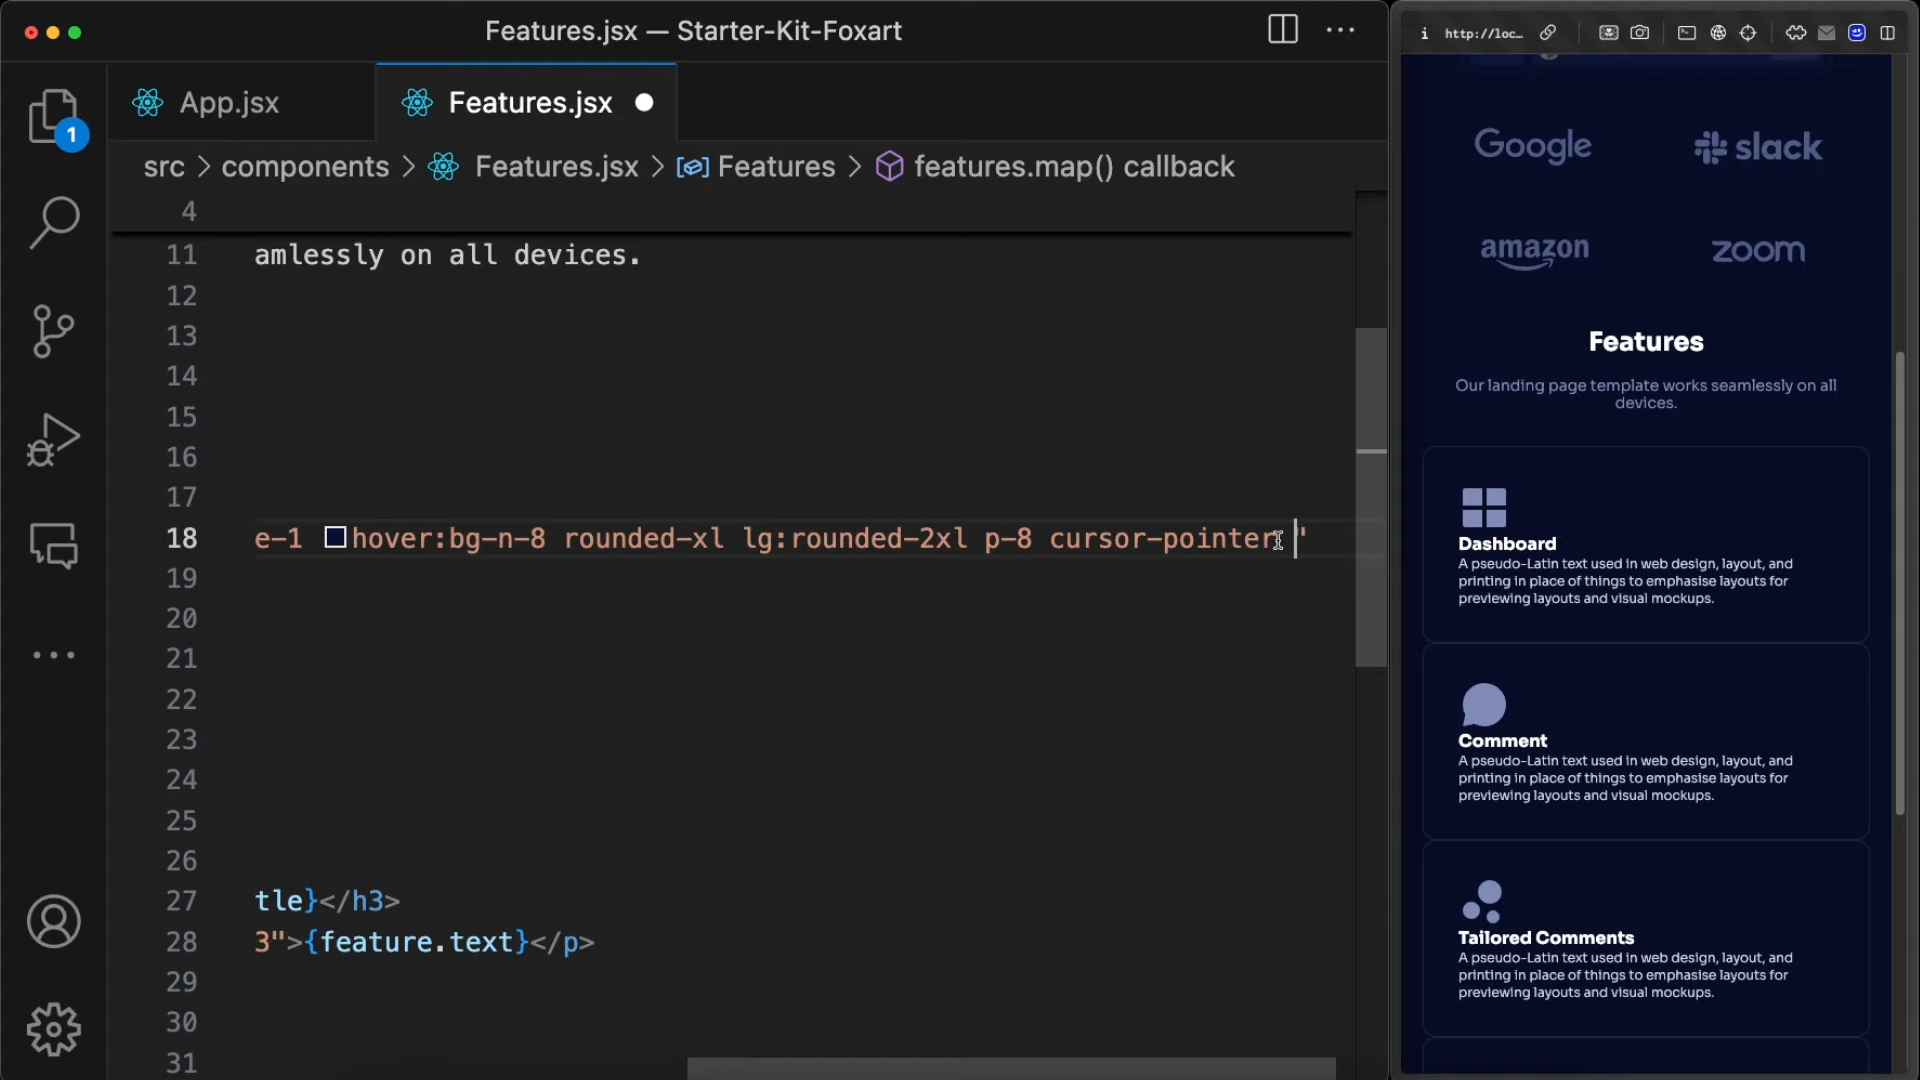 Features.jsx — Starter-Kit-Foxart
App.jsx
Features.jsx
1
src > components > Features.jsx > Features > features.map() callback
4
11 amlessly on all devices.
12
13
14
15
16
17
18 e-1 hover:bg-n-8 rounded-xl lg:rounded-2xl p-8 cursor-pointer "
19
20
21
22
23
24
25
26
27 tle}</h3>
28 3">{feature.text}</p>
29
30
31
http://loc…
Google
slack
amazon
zoom
Features
Our landing page template works seamlessly on all
devices.
Dashboard
A pseudo-Latin text used in web design, layout, and
printing in place of things to emphasise layouts for
previewing layouts and visual mockups.
Comment
A pseudo-Latin text used in web design, layout, and
printing in place of things to emphasise layouts for
previewing layouts and visual mockups.
Tailored Comments
A pseudo-Latin text used in web design, layout, and
printing in place of things to emphasise layouts for
previewing layouts and visual mockups.